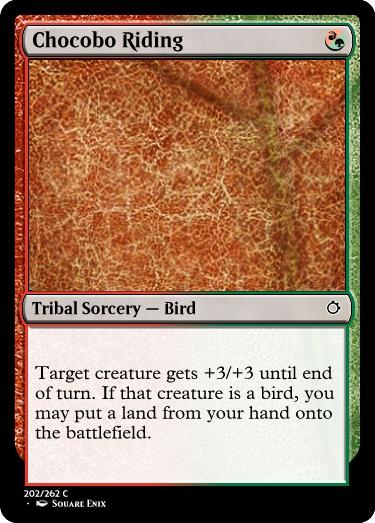 Chocobo Riding
Tribal Sorcery — Bird
Target creature gets +3/+3 until end
of turn. If that creature is a bird, you
may put a land from your hand onto
the battlefield.
202/262 C
· Square Enix